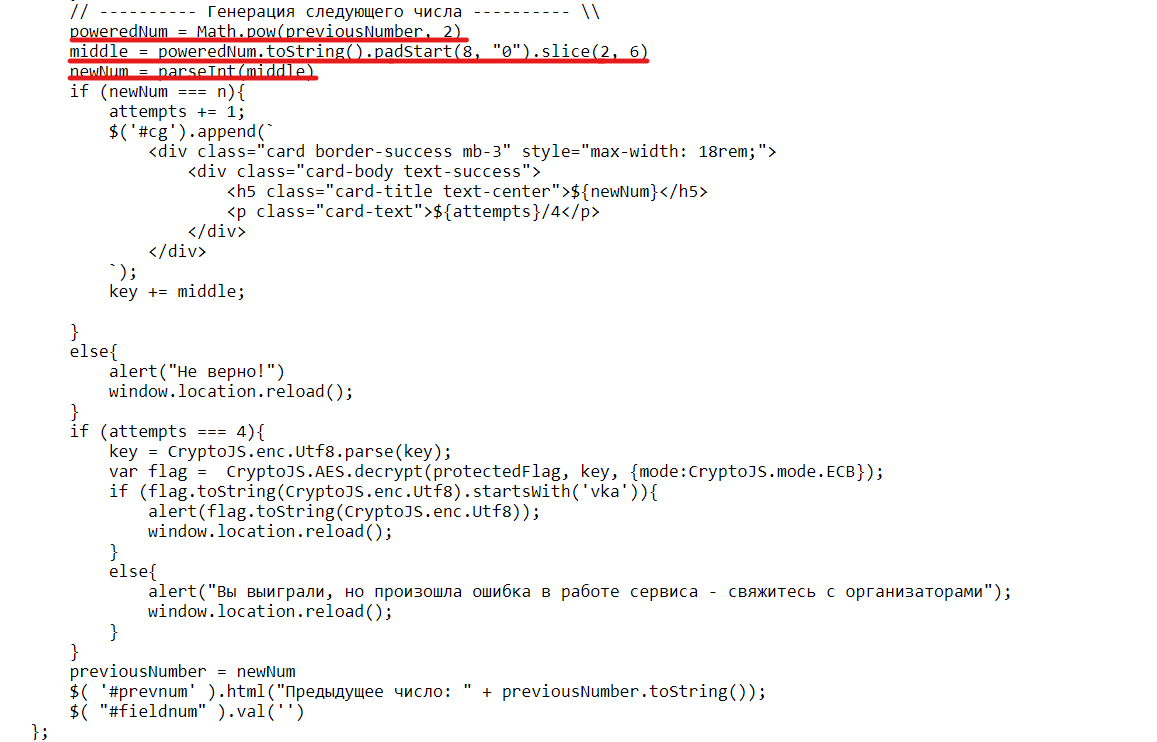 // ---------- Генерация следующего числа ---------- \\
poweredNum = Math.pow(previousNumber, 2)
middle = poweredNum.toString().padStart(8, "0").slice(2, 6)
newNum = parseInt(middle)
if (newNum === n){
attempts += 1;
$('#cg').append(`
<div class="card border-success mb-3" style="max-width: 18rem;">
<div class="card-body text-success">
<h5 class="card-title text-center">${newNum}</h5>
<p class="card-text">${attempts}/4</p>
</div>
</div>
`);
key += middle;
}
else{
alert("Не верно!")
window.location.reload();
}
if (attempts === 4){
key = CryptoJS.enc.Utf8.parse(key);
var flag =  CryptoJS.AES.decrypt(protectedFlag, key, {mode:CryptoJS.mode.ECB});
if (flag.toString(CryptoJS.enc.Utf8).startsWith('vka')){
alert(flag.toString(CryptoJS.enc.Utf8));
window.location.reload();
}
else{
alert("Вы выиграли, но произошла ошибка в работе сервиса - свяжитесь с организаторами");
window.location.reload();
}
}
previousNumber = newNum
$( '#prevnum' ).html("Предыдущее число: " + previousNumber.toString());
$( "#fieldnum" ).val('')
};